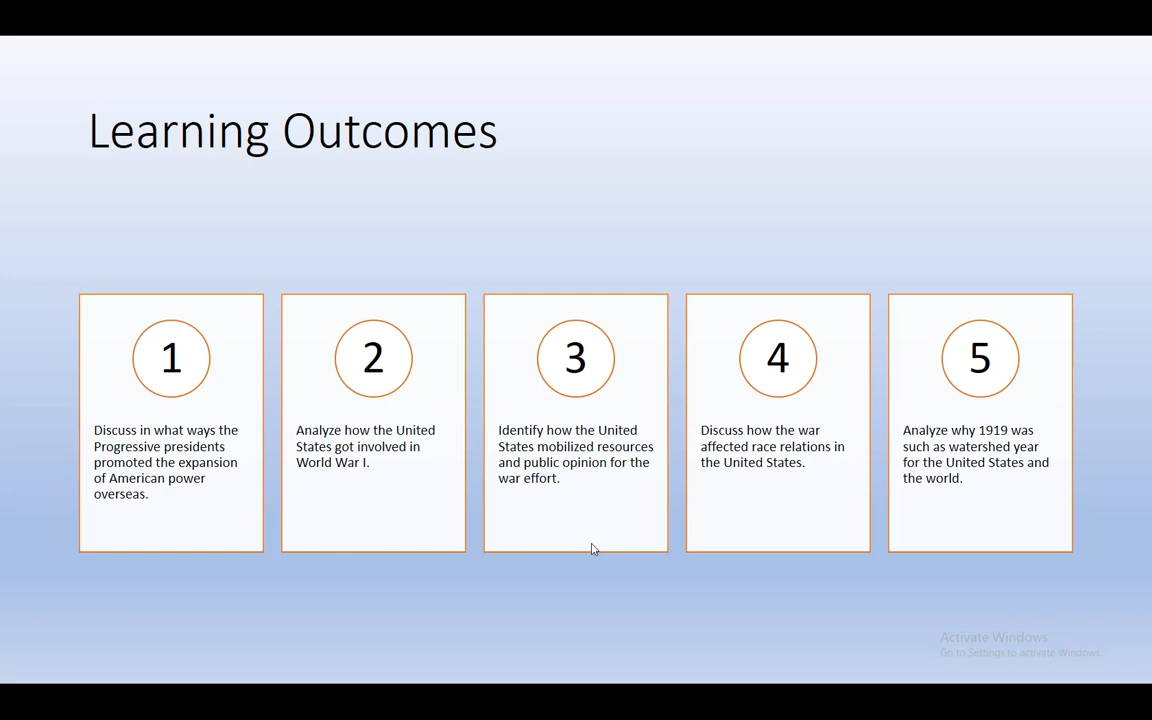 Learning Outcomes
1
Discuss in what ways the
Progressive presidents
promoted the expansion
of American power
overseas.
2
Analyze how the United
States got involved in
World War I.
3
Identify how the United
States mobilized resources
and public opinion for the
war effort.
4
Discuss how the war
affected race relations in
the United States.
5
Analyze why 1919 was
such as watershed year
for the United States and
the world.
Activate Windows
Go to Settings to activate Windows.